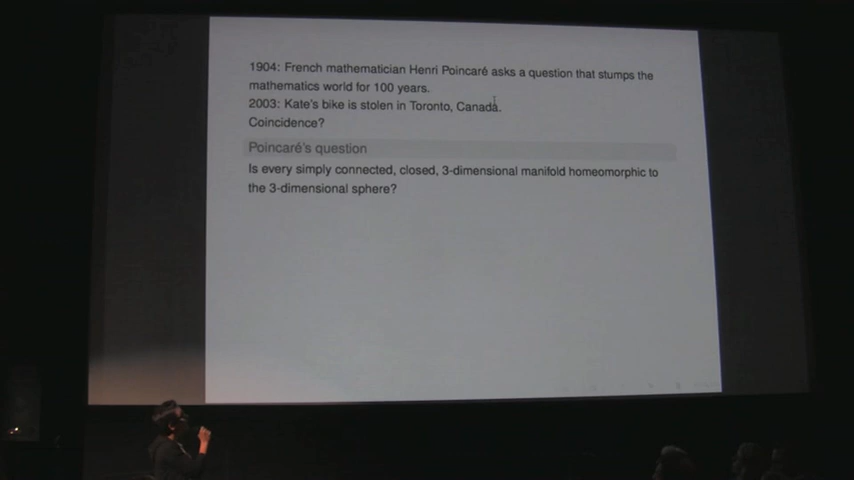 1904: French mathematician Henri Poincaré asks a question that stumps the
mathematics world for 100 years.
2003: Kate's bike is stolen in Toronto, Canada.
Coincidence?
Poincaré's question
Is every simply connected, closed, 3-dimensional manifold homeomorphic to
the 3-dimensional sphere?